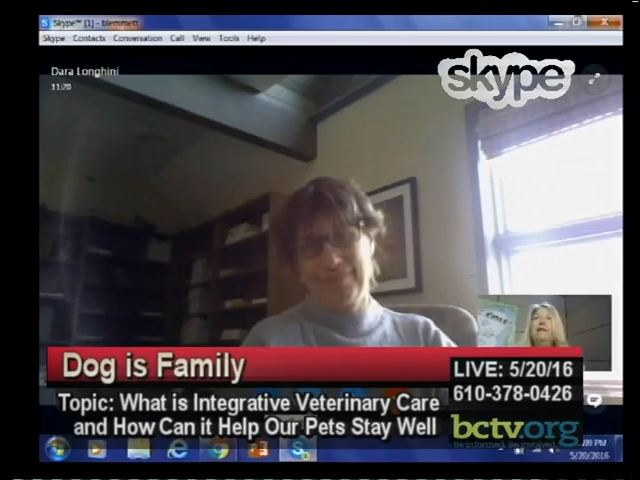 Skype™ [1] - blemmett
Skype Contacts Conversation Call View Tools Help
Dara Longhini
11:20
skype
Dog is Family
LIVE: 5/20/16
610-378-0426
Topic: What is Integrative Veterinary Care
and How Can it Help Our Pets Stay Well
bctv.org
Be informed. Be involved.
5/20/2016